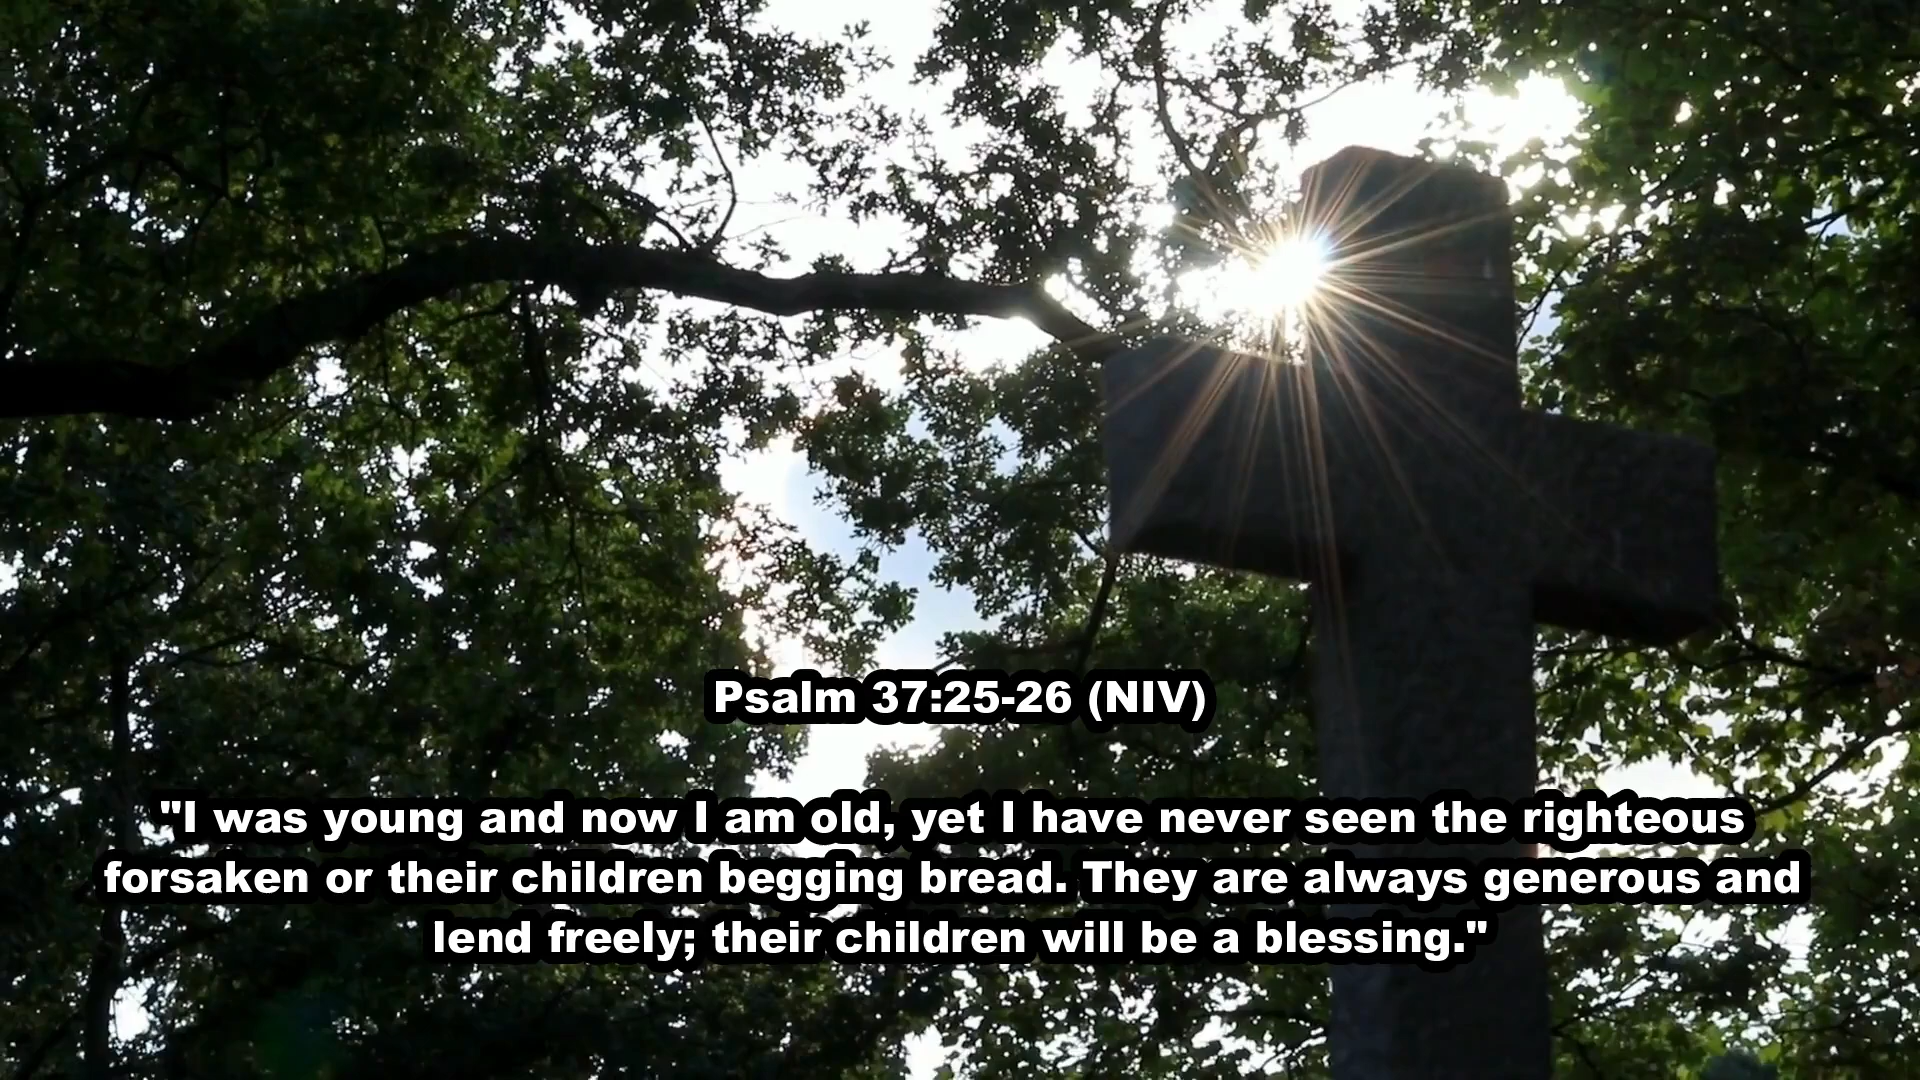 Psalm 37:25-26 (NIV)
"I was young and now I am old, yet I have never seen the righteous
forsaken or their children begging bread. They are always generous and
lend freely; their children will be a blessing."